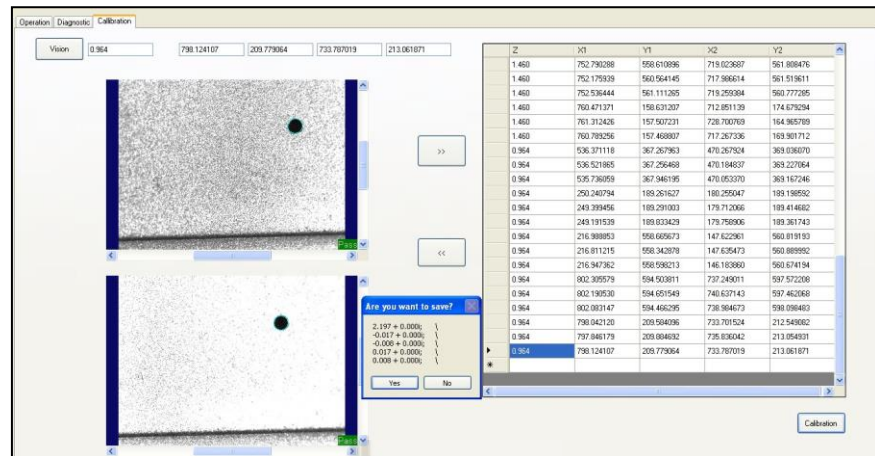 Operation Diagnostic Calibration
Vision 0.964 798.124107 209.779064 733.787019 213.061871
Z X1 Y1 X2 Y2
1.460 752.790288 558.610896 719.023687 561.808476
1.460 752.175939 560.564145 717.986614 561.519611
1.460 752.536444 561.111265 719.259384 560.777285
1.460 760.471371 158.631207 712.851139 174.679294
1.460 761.312426 157.507231 728.700769 164.965789
1.460 760.789256 157.468807 717.267336 169.901712
0.964 536.371118 367.267963 470.267924 369.036070
0.964 536.521865 367.256468 470.184837 369.227064
0.964 535.736059 367.946195 470.053370 369.167246
0.964 250.240794 189.261627 180.255047 189.198592
0.964 249.399456 189.291003 179.712066 189.414682
0.964 249.191539 189.833429 179.758906 189.361743
0.964 216.988853 558.665673 147.622961 560.819193
0.964 216.811215 558.342878 147.635473 560.889992
0.964 216.947362 558.598213 146.183860 560.674194
0.964 802.305579 594.503811 737.249011 597.572208
0.964 802.190530 594.651549 740.637143 597.462068
0.964 802.083147 594.466295 738.984673 598.098483
0.964 798.042120 209.584096 733.701524 212.549082
0.964 797.846179 209.884692 735.836042 213.054931
0.964 798.124107 209.779064 733.787019 213.061871
>>
<<
Pass
Pass
Are you want to save?
2.197 + 0.000i; \
-0.017 + 0.000i; \
-0.008 + 0.000i; \
0.017 + 0.000i; \
0.008 + 0.000i; \
Yes No
Calibration